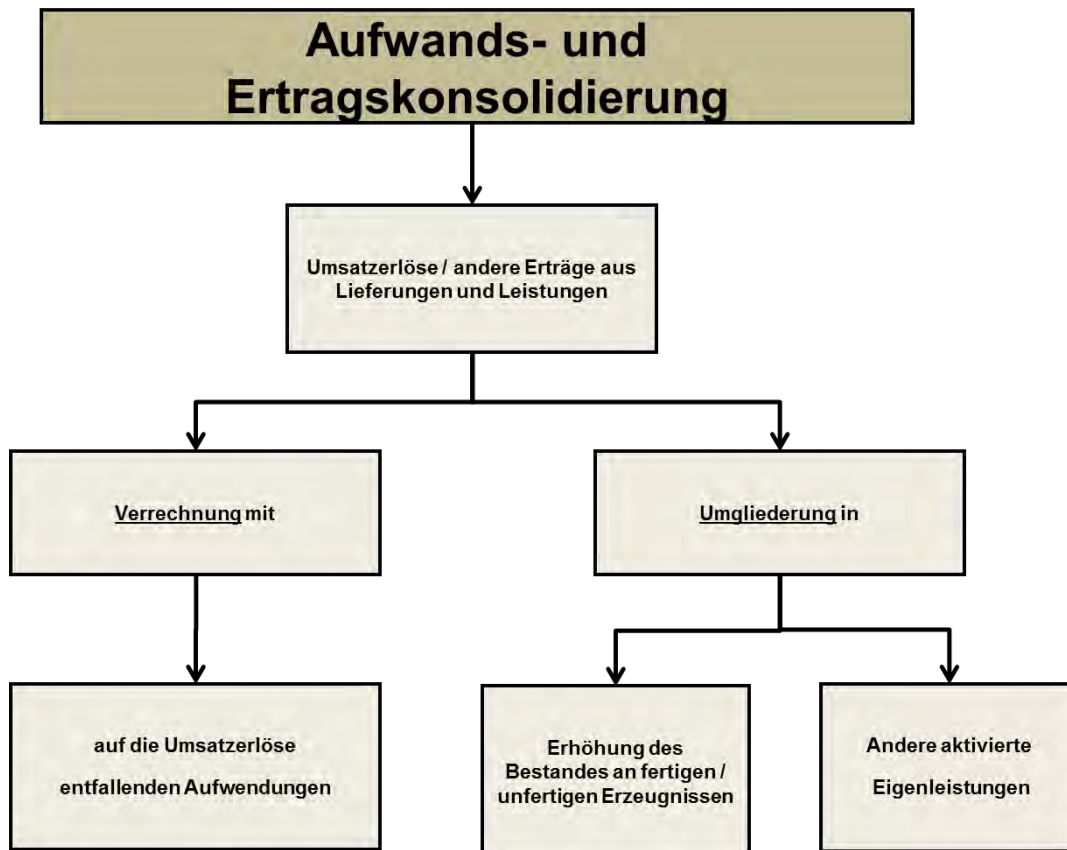 Aufwands- und
Ertragskonsolidierung
Umsatzerlöse / andere Erträge aus
Lieferungen und Leistungen
Verrechnung mit
Umgliederung in
auf die Umsatzerlöse
entfallenden Aufwendungen
Erhöhung des
Bestandes an fertigen /
unfertigen Erzeugnissen
Andere aktivierte
Eigenleistungen